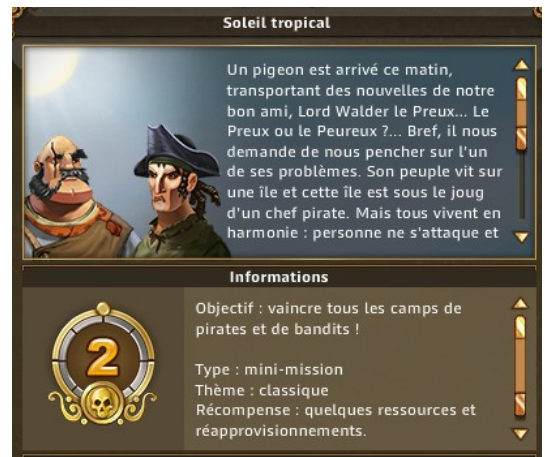 Soleil tropical
Un pigeon est arrivé ce matin,
transportant des nouvelles de notre
bon ami, Lord Walder le Preux... Le
Preux ou le Peureux ?... Bref, il nous
demande de nous pencher sur l'un
de ses problèmes. Son peuple vit sur
une île et cette île est sous le joug
d'un chef pirate. Mais tous vivent en
harmonie : personne ne s'attaque et
Informations
2
Objectif : vaincre tous les camps de
pirates et de bandits !
Type : mini-mission
Thème : classique
Récompense : quelques ressources et
réapprovisionnements.